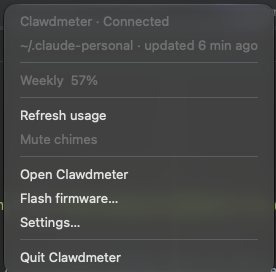 Clawdmeter · Connected
~/.claude-personal · updated 6 min ago
Weekly 57%
Refresh usage
Mute chimes
Open Clawdmeter
Flash firmware...
Settings...
Quit Clawdmeter